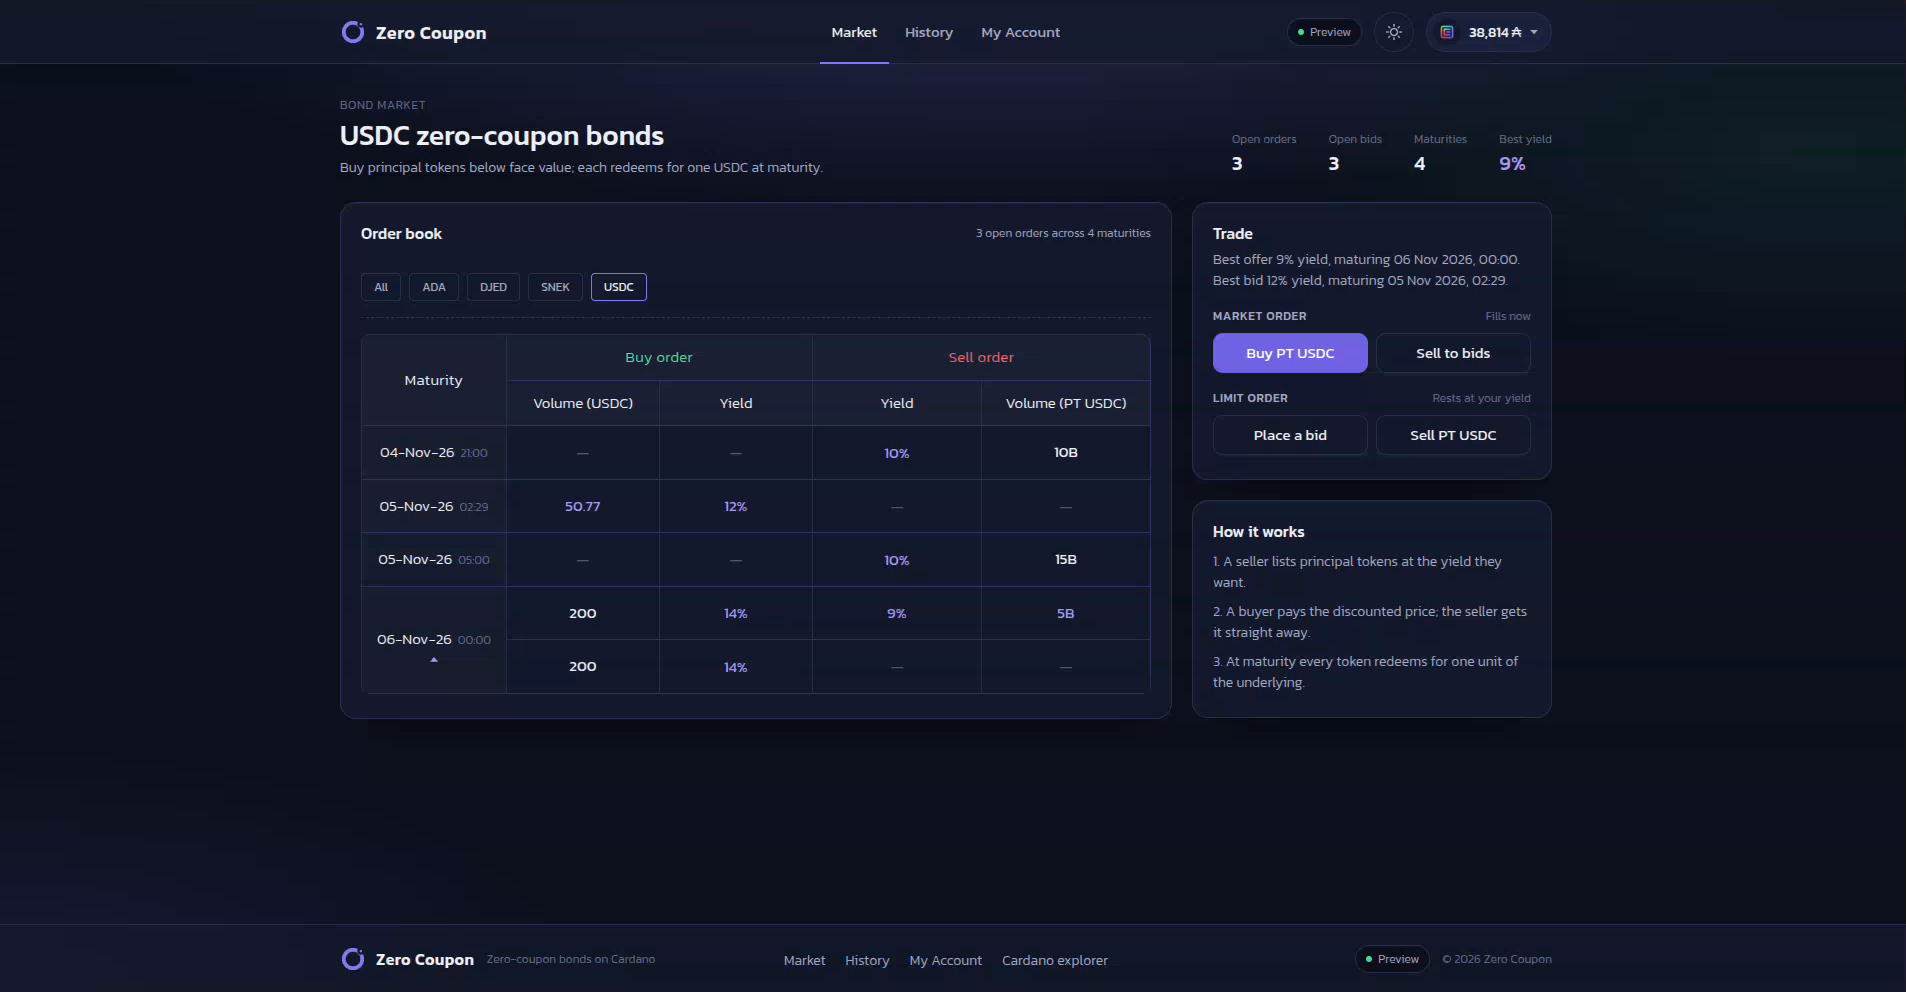 Zero Coupon
Market History My Account
Preview
38,814 ₳
BOND MARKET
USDC zero-coupon bonds
Buy principal tokens below face value; each redeems for one USDC at maturity.
Open orders Open bids Maturities Best yield
3 3 4 9%
Order book
3 open orders across 4 maturities
All ADA DJED SNEK USDC
Maturity Buy order Sell order
Volume (USDC) Yield Yield Volume (PT USDC)
04-Nov-26 21:00 — — 10% 10B
05-Nov-26 02:29 50.77 12% — —
05-Nov-26 05:00 — — 10% 15B
200 14% 9% 5B
06-Nov-26 00:00
200 14% — —
Trade
Best offer 9% yield, maturing 06 Nov 2026, 00:00.
Best bid 12% yield, maturing 05 Nov 2026, 02:29.
MARKET ORDER Fills now
Buy PT USDC Sell to bids
LIMIT ORDER Rests at your yield
Place a bid Sell PT USDC
How it works
1. A seller lists principal tokens at the yield they
want.
2. A buyer pays the discounted price; the seller gets
it straight away.
3. At maturity every token redeems for one unit of
the underlying.
Zero Coupon Zero-coupon bonds on Cardano
Market History My Account Cardano explorer
Preview © 2026 Zero Coupon